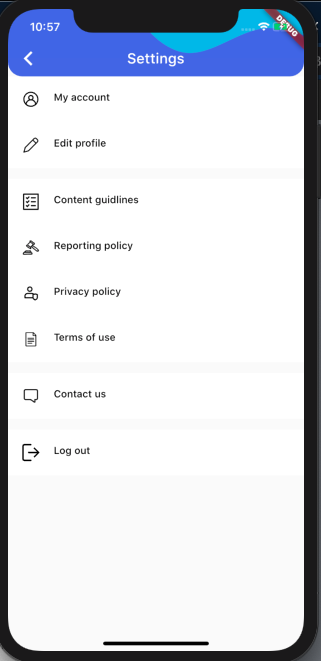 10:57
DEBUG
Settings
My account
Edit profile
Content guidlines
Reporting policy
Privacy policy
Terms of use
Contact us
Log out